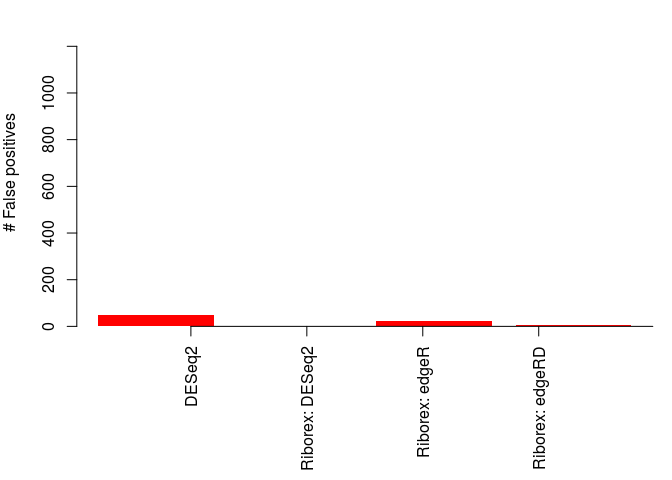 # False positives
1000
800
600
400
200
0
DESeq2
Riborex: DESeq2
Riborex: edgeR
Riborex: edgeRD